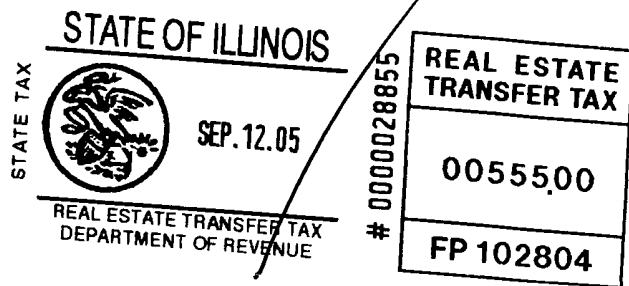 STATE OF ILLINOIS
STATE TAX
SEP.12.05
REAL ESTATE TRANSFER TAX
DEPARTMENT OF REVENUE
# 0000028855
REAL ESTATE
TRANSFER TAX
00555.00
FP 102804